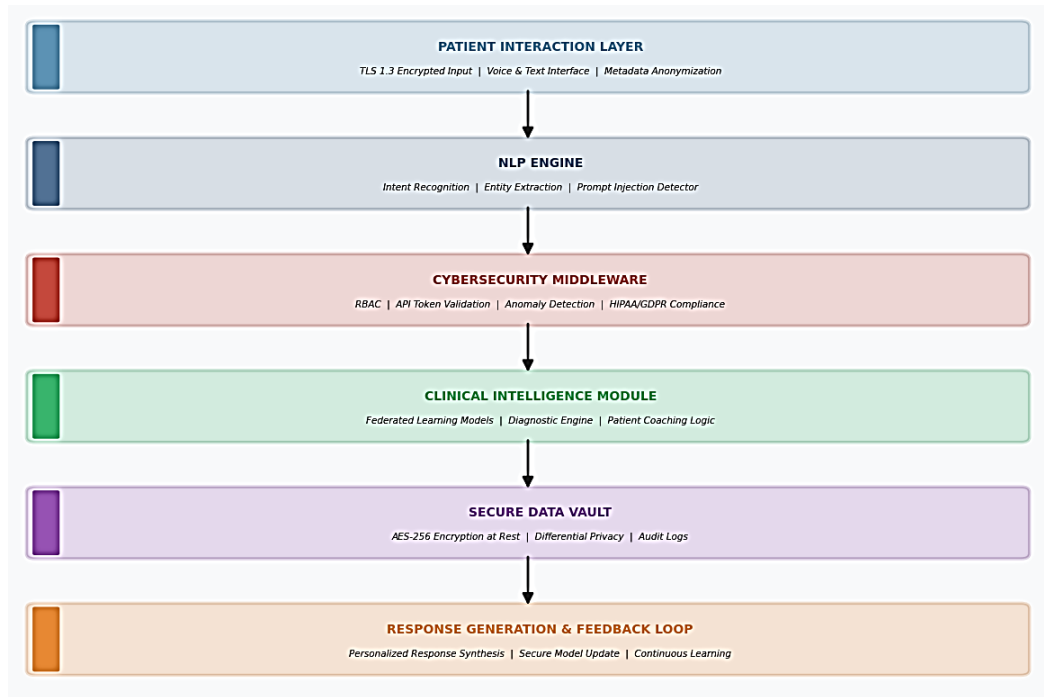 PATIENT INTERACTION LAYER
TLS 1.3 Encrypted Input | Voice & Text Interface | Metadata Anonymization
NLP ENGINE
Intent Recognition | Entity Extraction | Prompt Injection Detector
CYBERSECURITY MIDDLEWARE
RBAC | API Token Validation | Anomaly Detection | HIPAA/GDPR Compliance
CLINICAL INTELLIGENCE MODULE
Federated Learning Models | Diagnostic Engine | Patient Coaching Logic
SECURE DATA VAULT
AES-256 Encryption at Rest | Differential Privacy | Audit Logs
RESPONSE GENERATION & FEEDBACK LOOP
Personalized Response Synthesis | Secure Model Update | Continuous Learning